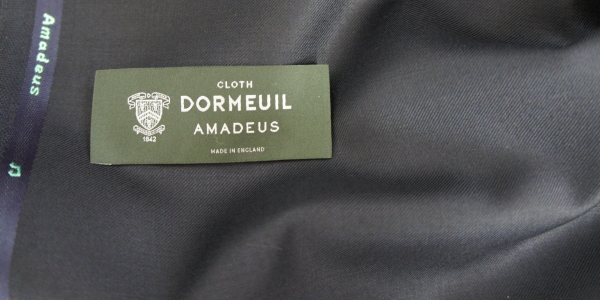 Amadeus
CLOTH
DORMEUIL
AMADEUS
1842
MADE IN ENGLAND